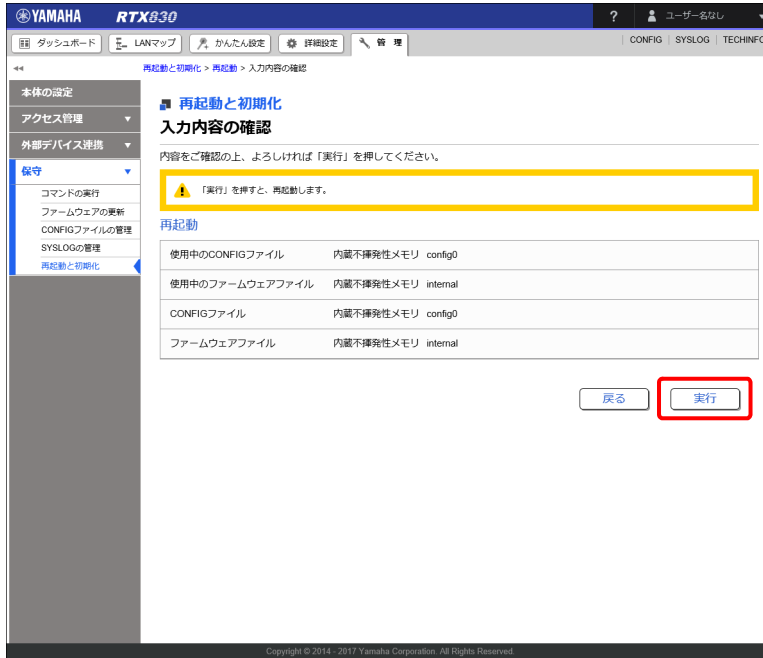 YAMAHA RTX830 ? ユーザー名なし
ダッシュボード LANマップ かんたん設定 詳細設定 管理 CONFIG SYSLOG TECHINFO
再起動と初期化 > 再起動 > 入力内容の確認
本体の設定
アクセス管理
外部デバイス連携
保守
コマンドの実行
ファームウェアの更新
CONFIGファイルの管理
SYSLOGの管理
再起動と初期化
再起動と初期化
入力内容の確認
内容をご確認の上、よろしければ「実行」を押してください。
「実行」を押すと、再起動します。
再起動
使用中のCONFIGファイル 内蔵不揮発性メモリ config0
使用中のファームウェアファイル 内蔵不揮発性メモリ internal
CONFIGファイル 内蔵不揮発性メモリ config0
ファームウェアファイル 内蔵不揮発性メモリ internal
戻る 実行
Copyright © 2014 - 2017 Yamaha Corporation. All Rights Reserved.